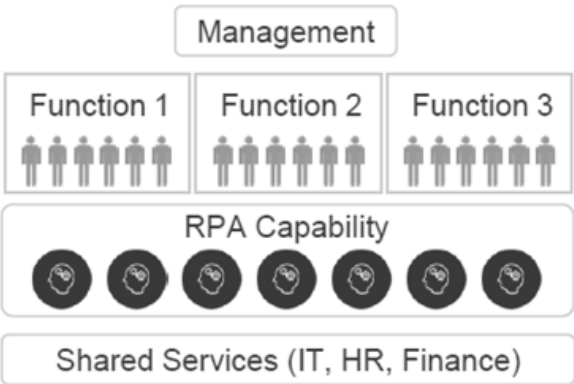 Management
Function 1
Function 2
Function 3
RPA Capability
Shared Services (IT, HR, Finance)